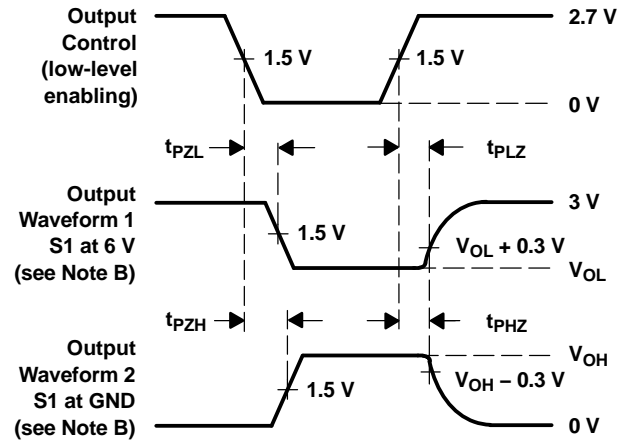 Output
Control
(low-level
enabling)
1.5 V
1.5 V
2.7 V
0 V
tPZL
tPLZ
Output
Waveform 1
S1 at 6 V
(see Note B)
1.5 V
3 V
VOL + 0.3 V
VOL
tPZH
tPHZ
Output
Waveform 2
S1 at GND
(see Note B)
1.5 V
VOH
VOH − 0.3 V
0 V